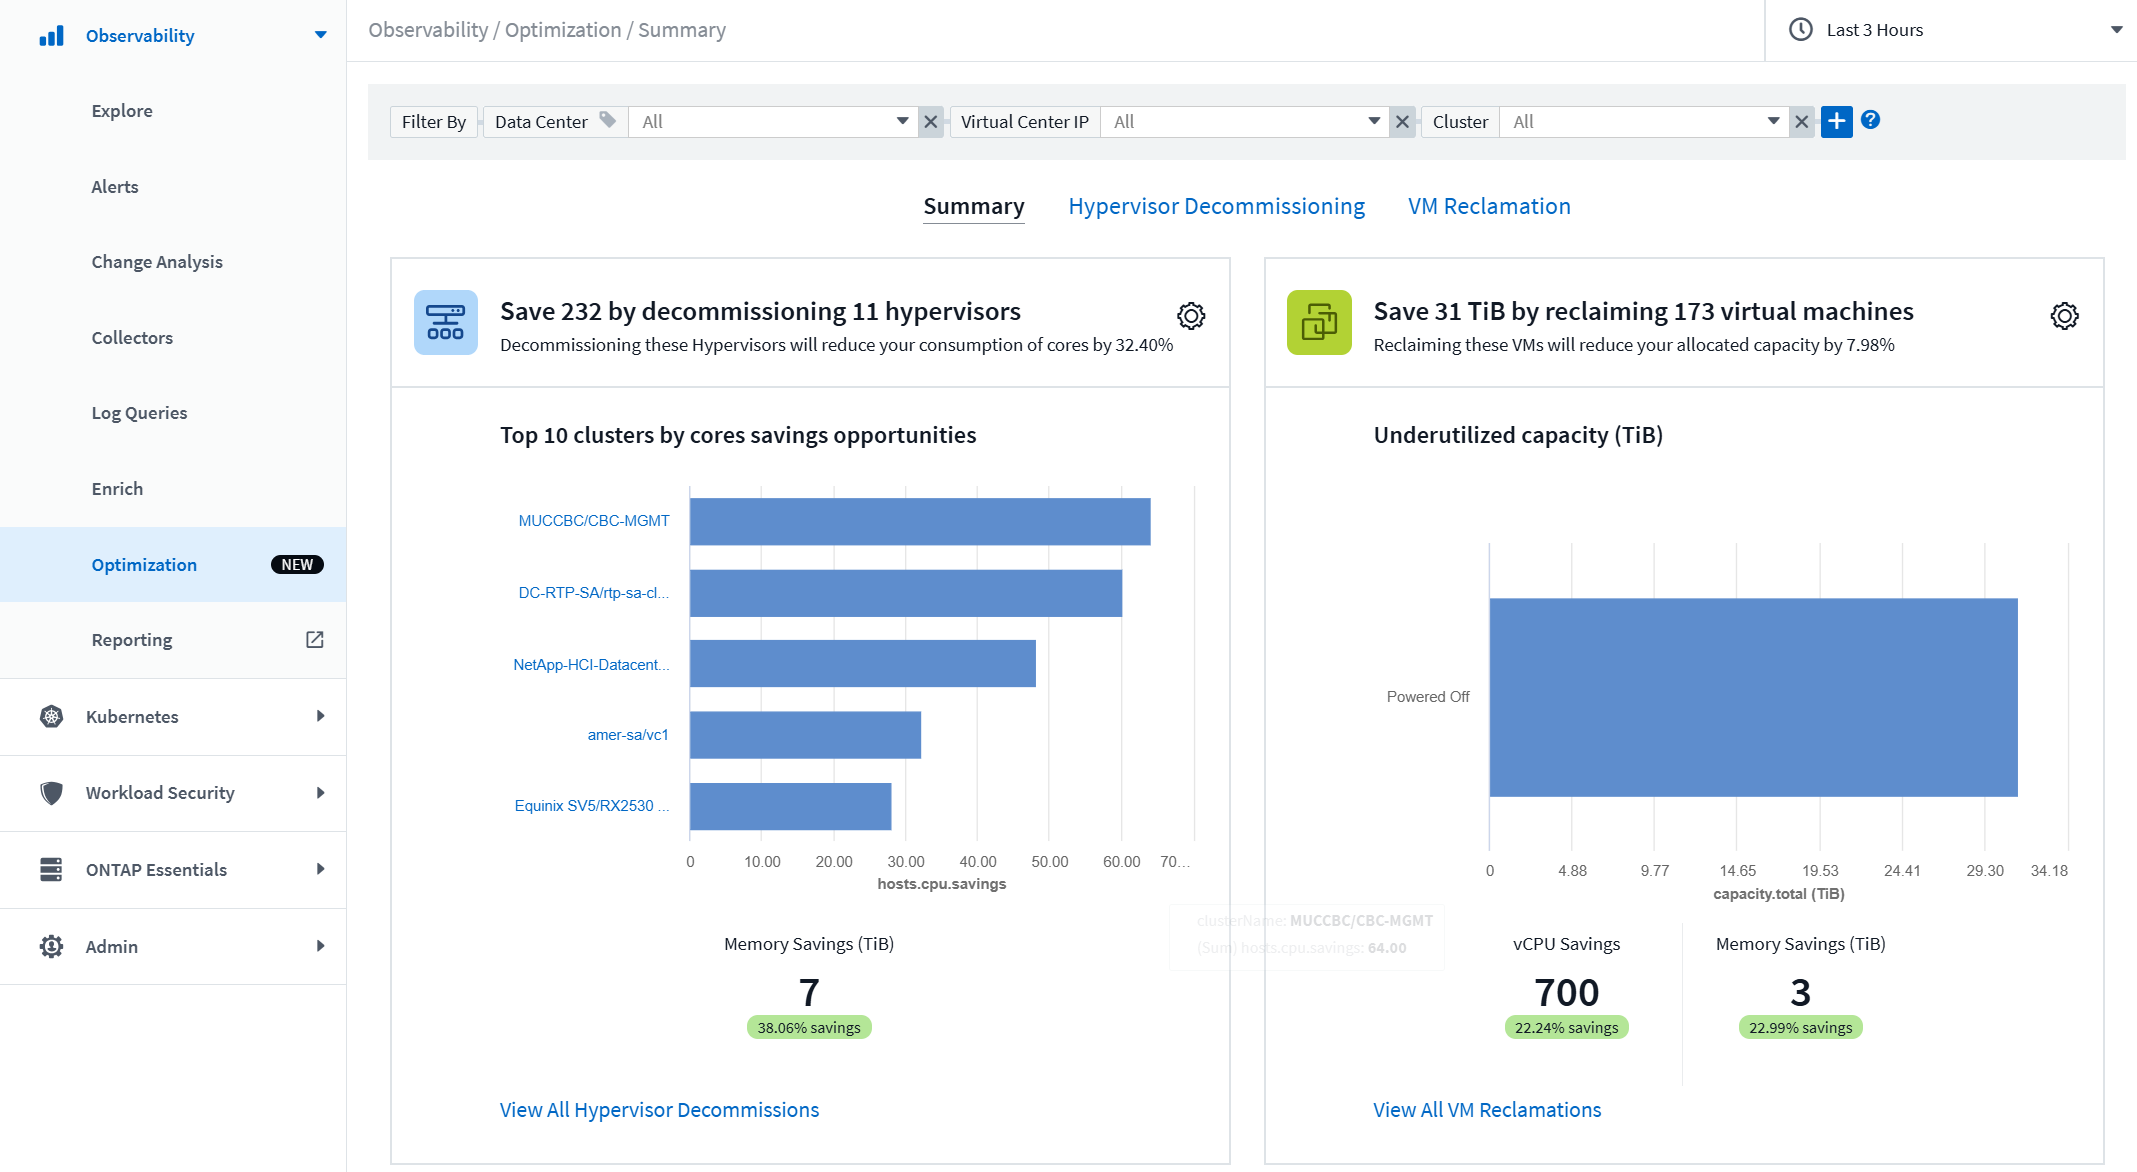 Observability
Explore
Alerts
Change Analysis
Collectors
Log Queries
Enrich
Optimization NEW
Reporting
Kubernetes
Workload Security
ONTAP Essentials
Admin
Observability / Optimization / Summary
Last 3 Hours
Filter By Data Center All Virtual Center IP All Cluster All
Summary Hypervisor Decommissioning VM Reclamation
Save 232 by decommissioning 11 hypervisors
Decommissioning these Hypervisors will reduce your consumption of cores by 32.40%
Top 10 clusters by cores savings opportunities
MUCCBC/CBC-MGMT
DC-RTP-SA/rtp-sa-cl...
NetApp-HCI-Datacent...
amer-sa/vc1
Equinix SV5/RX2530 ...
0 10.00 20.00 30.00 40.00 50.00 60.00 70...
hosts.cpu.savings
clusterName: MUCCBC/CBC-MGMT
(Sum) hosts.cpu.savings: 64.00
Memory Savings (TiB)
7
38.06% savings
View All Hypervisor Decommissions
Save 31 TiB by reclaiming 173 virtual machines
Reclaiming these VMs will reduce your allocated capacity by 7.98%
Underutilized capacity (TiB)
Powered Off
0 4.88 9.77 14.65 19.53 24.41 29.30 34.18
capacity.total (TiB)
vCPU Savings
700
22.24% savings
Memory Savings (TiB)
3
22.99% savings
View All VM Reclamations